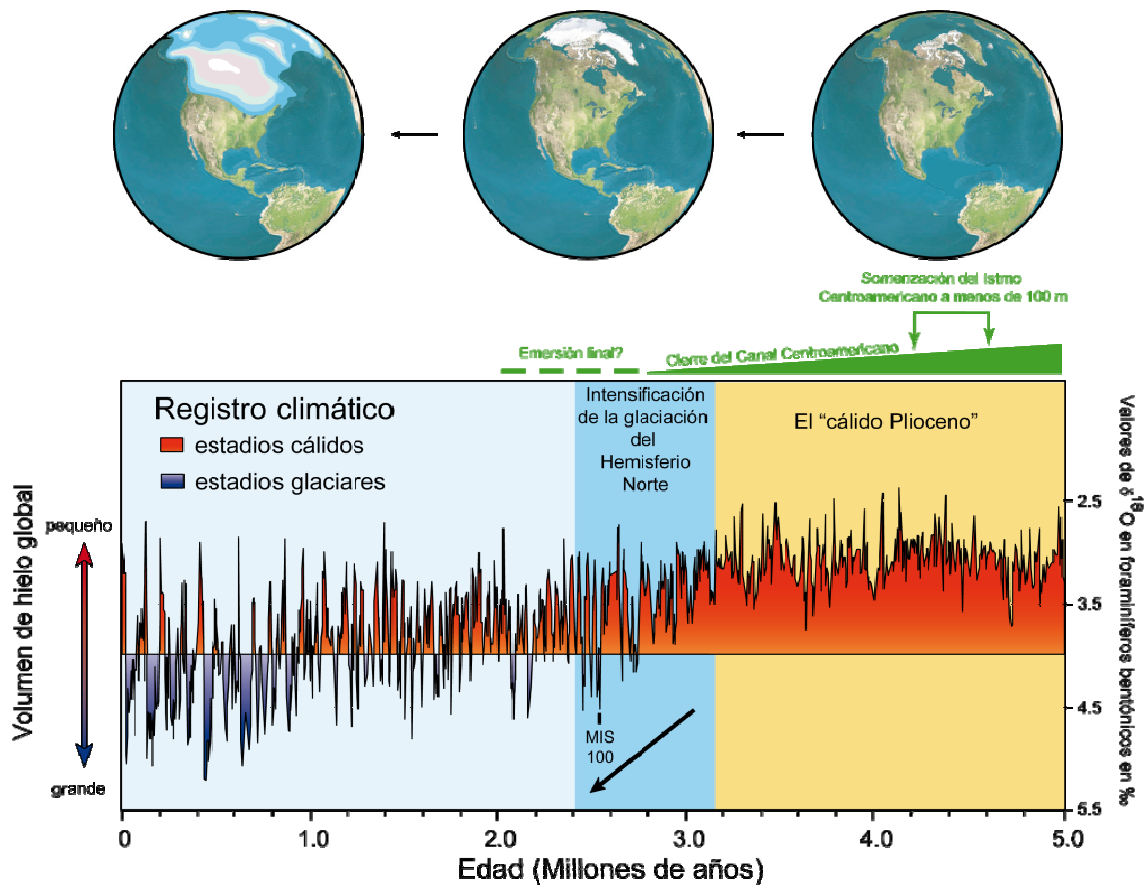 Somerización del Istmo
Centroamericano a menos de 100 m
Emersión final?
Cierre del Canal Centroamericano
Registro climático
estadios cálidos
estadios glaciares
Intensificación
de la glaciación
del
Hemisferio
Norte
El “cálido Plioceno”
Volumen de hielo global
pequeño
grande
MIS
100
Valores de δ¹⁸O en foraminíferos bentónicos en ‰
2.5
3.5
4.5
5.5
0
1.0
2.0
3.0
4.0
5.0
Edad (Millones de años)